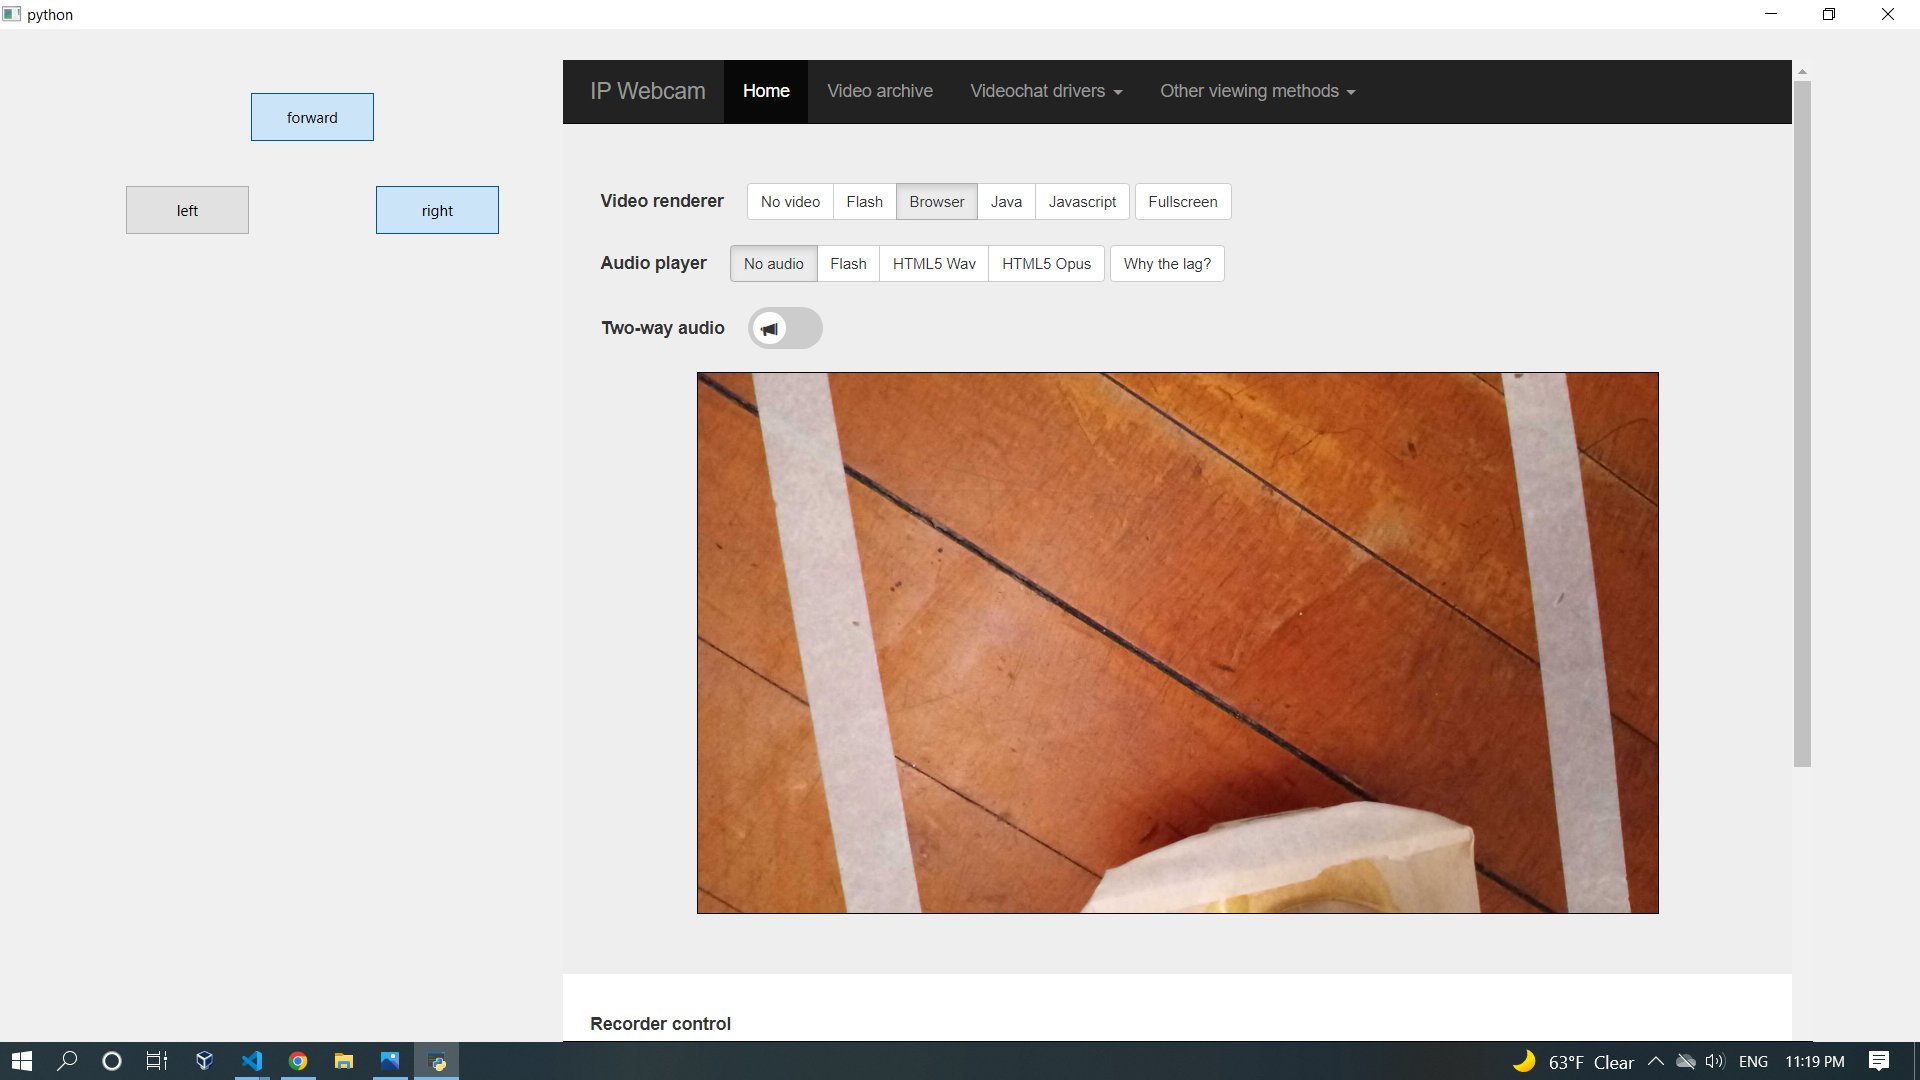 python
forward
left
right
IP Webcam Home Video archive Videochat drivers Other viewing methods
Video renderer No video Flash Browser Java Javascript Fullscreen
Audio player No audio Flash HTML5 Wav HTML5 Opus Why the lag?
Two-way audio
Recorder control
63°F Clear ENG 11:19 PM